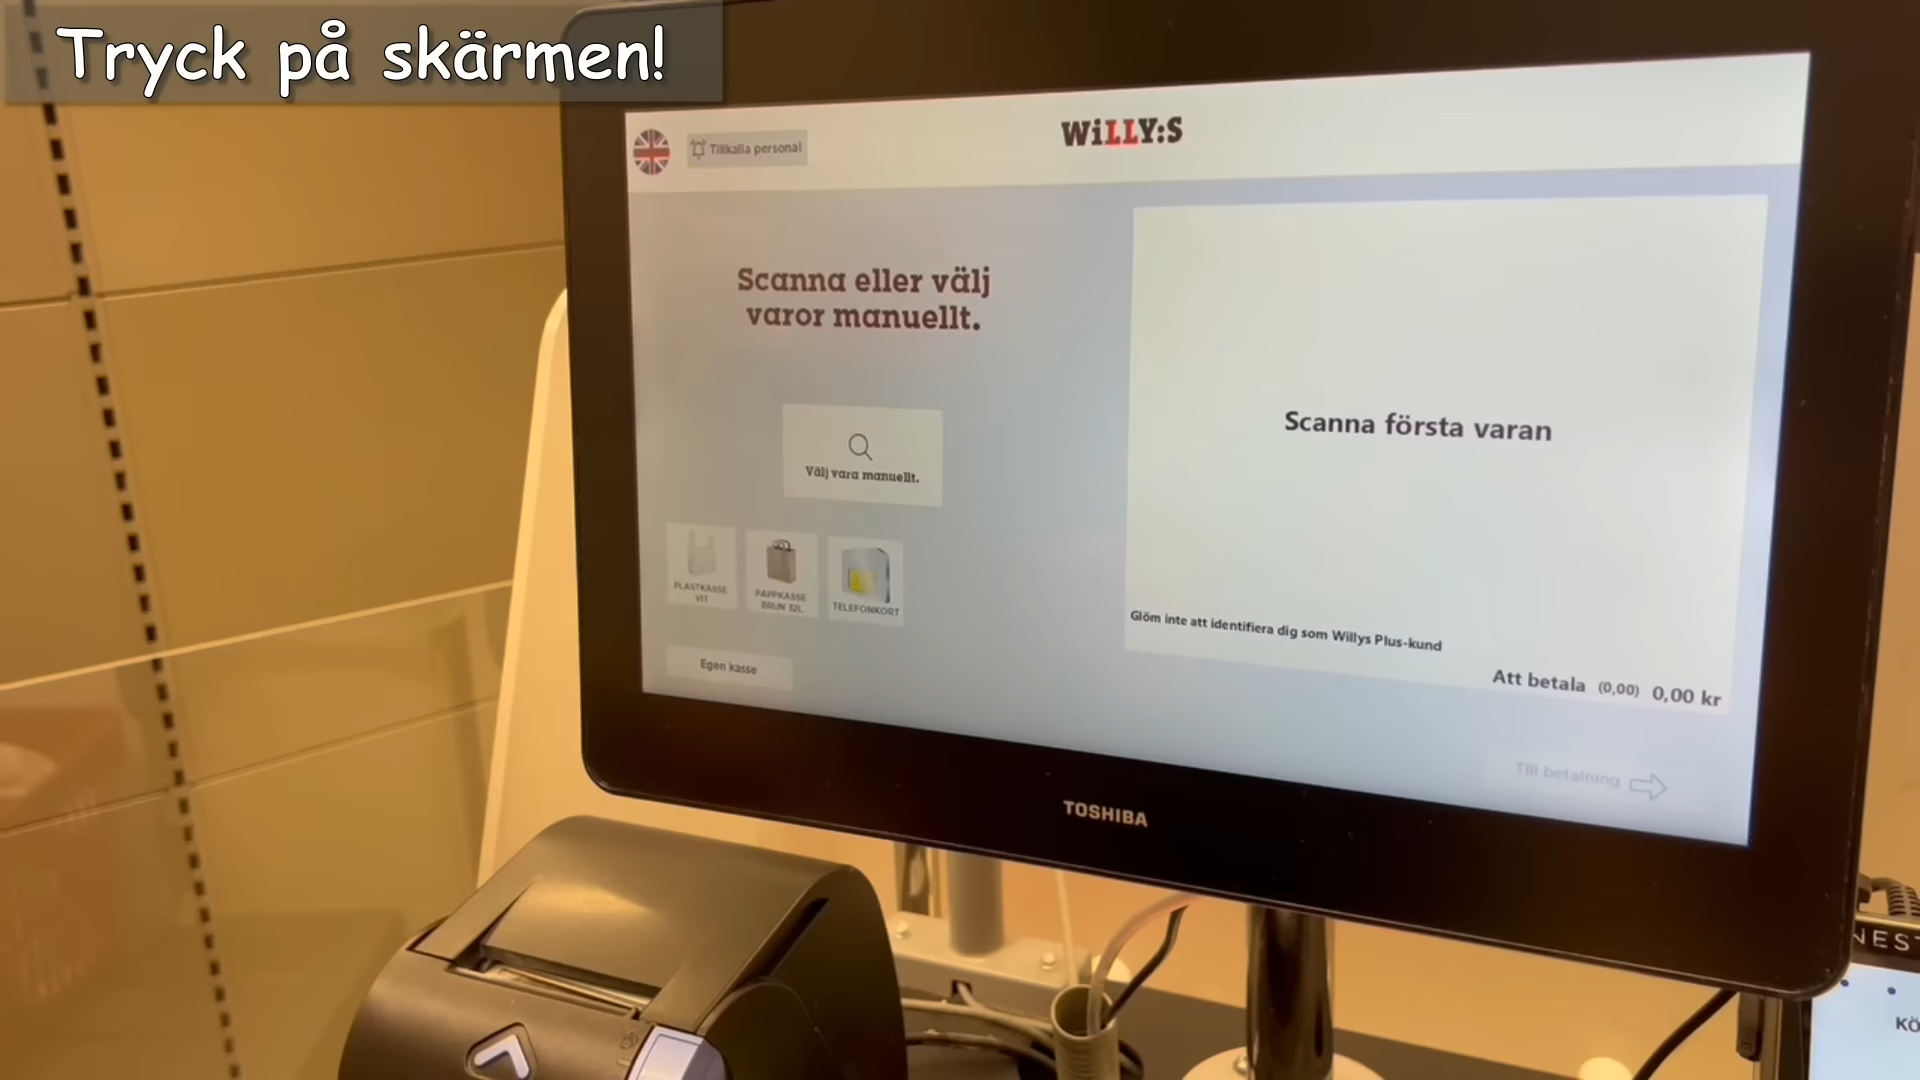 Tryck på skärmen!
Tillkalla personal
WiLLY:S
Scanna eller välj
varor manuellt.
Välj vara manuellt.
PLASTKASSE
VIT
PAPPKASSE
BRUN 32L
TELEFONKORT
Egen kasse
Scanna första varan
Glöm inte att identifiera dig som Willys Plus-kund
Att betala (0,00) 0,00 kr
Till betalning
TOSHIBA